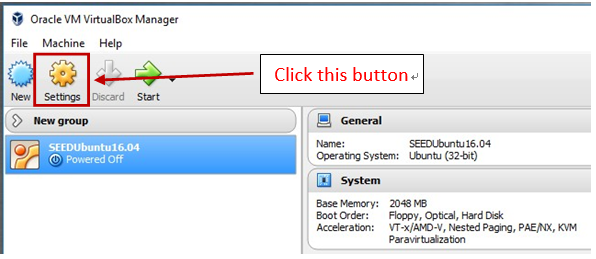 Oracle VM VirtualBox Manager
File Machine Help
New Settings Discard Start
Click this button
New group
SEEDUbuntu16.04
Powered Off
General
Name: SEEDUbuntu16.04
Operating System: Ubuntu (32-bit)
System
Base Memory: 2048 MB
Boot Order: Floppy, Optical, Hard Disk
Acceleration: VT-x/AMD-V, Nested Paging, PAE/NX, KVM
Paravirtualization